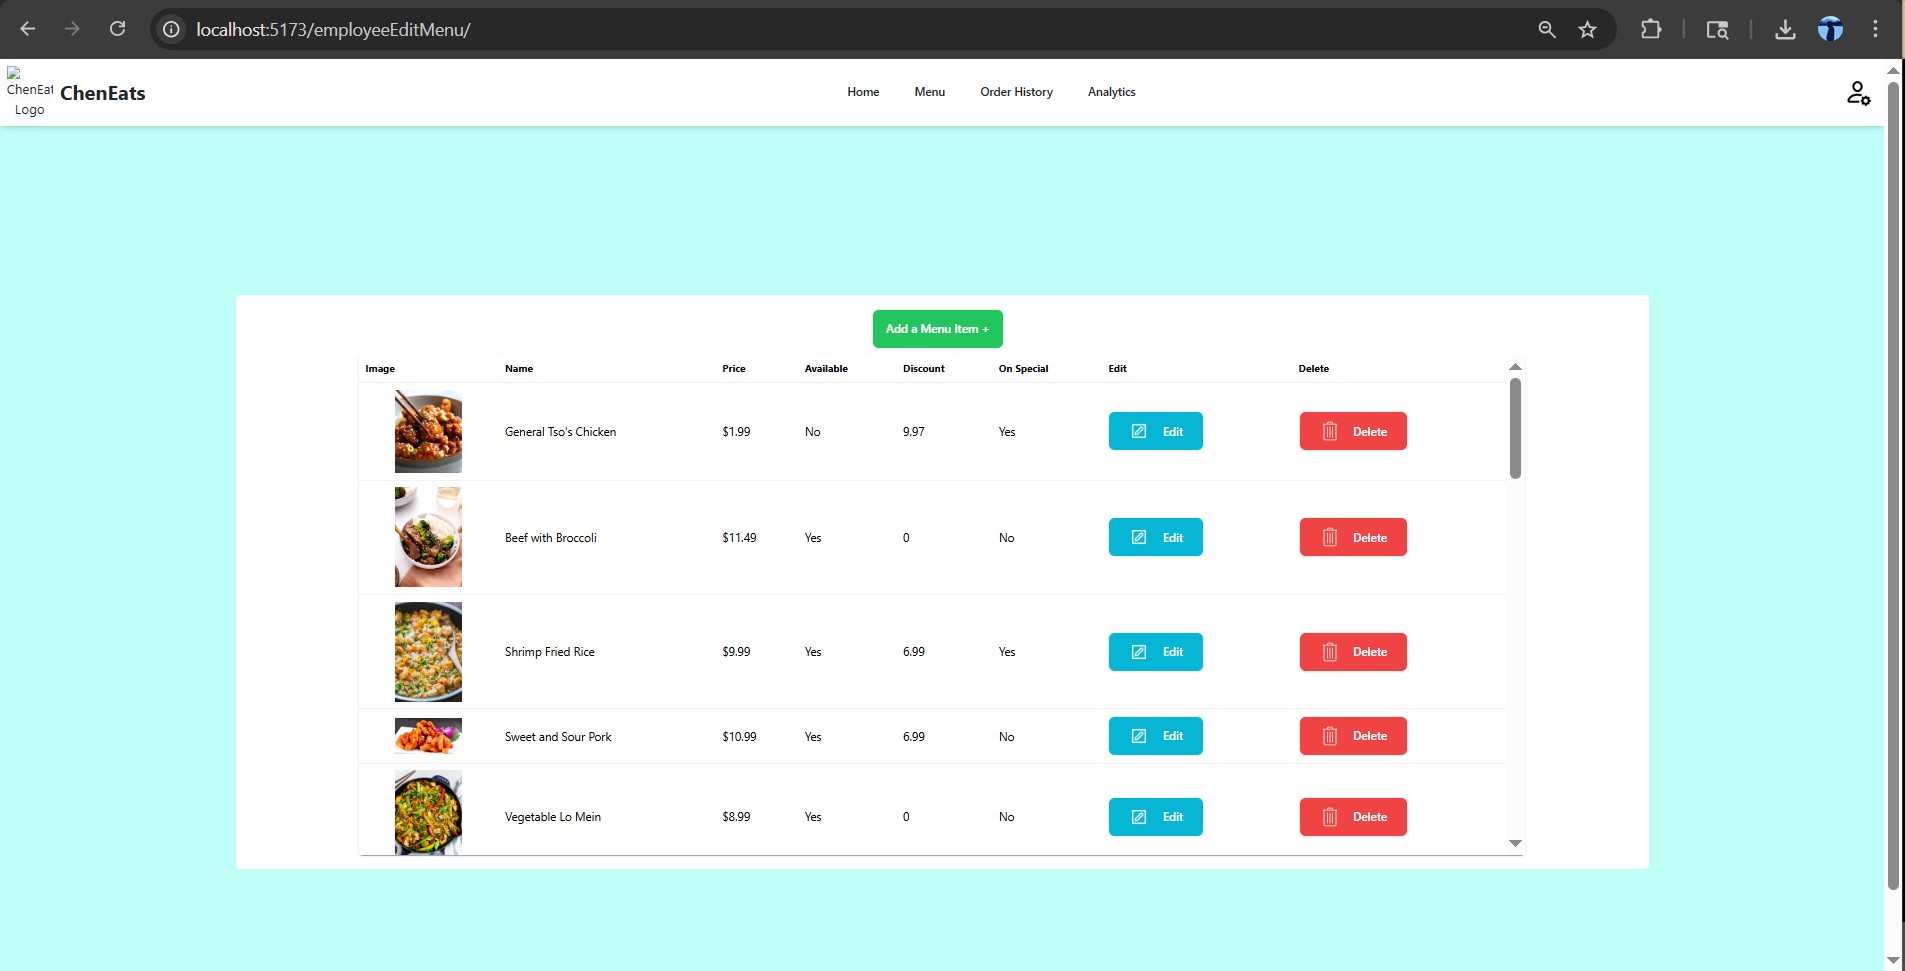 localhost:5173/employeeEditMenu/
ChenEat
Logo
ChenEats
Home Menu Order History Analytics
Add a Menu Item +
Image Name Price Available Discount On Special Edit Delete
General Tso's Chicken $1.99 No 9.97 Yes Edit Delete
Beef with Broccoli $11.49 Yes 0 No Edit Delete
Shrimp Fried Rice $9.99 Yes 6.99 Yes Edit Delete
Sweet and Sour Pork $10.99 Yes 6.99 No Edit Delete
Vegetable Lo Mein $8.99 Yes 0 No Edit Delete